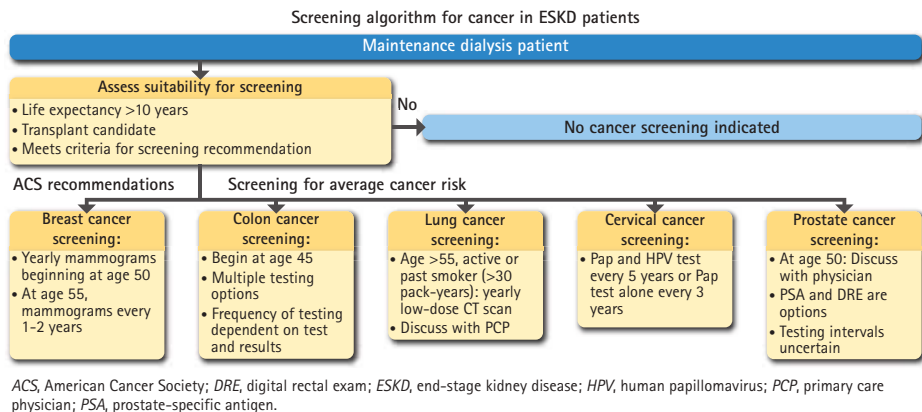 Screening algorithm for cancer in ESKD patients
Maintenance dialysis patient
Assess suitability for screening
• Life expectancy >10 years
• Transplant candidate
• Meets criteria for screening recommendation
No
No cancer screening indicated
ACS recommendations
Screening for average cancer risk
Breast cancer
screening:
• Yearly mammograms
beginning at age 50
• At age 55,
mammograms every
1-2 years
Colon cancer
screening:
• Begin at age 45
• Multiple testing
options
• Frequency of testing
dependent on test
and results
Lung cancer
screening:
• Age >55, active or
past smoker (>30
pack-years): yearly
low-dose CT scan
• Discuss with PCP
Cervical cancer
screening:
• Pap and HPV test
every 5 years or Pap
test alone every 3
years
Prostate cancer
screening:
• At age 50: Discuss
with physician
• PSA and DRE are
options
• Testing intervals
uncertain
ACS, American Cancer Society; DRE, digital rectal exam; ESKD, end-stage kidney disease; HPV, human papillomavirus; PCP, primary care
physician; PSA, prostate-specific antigen.